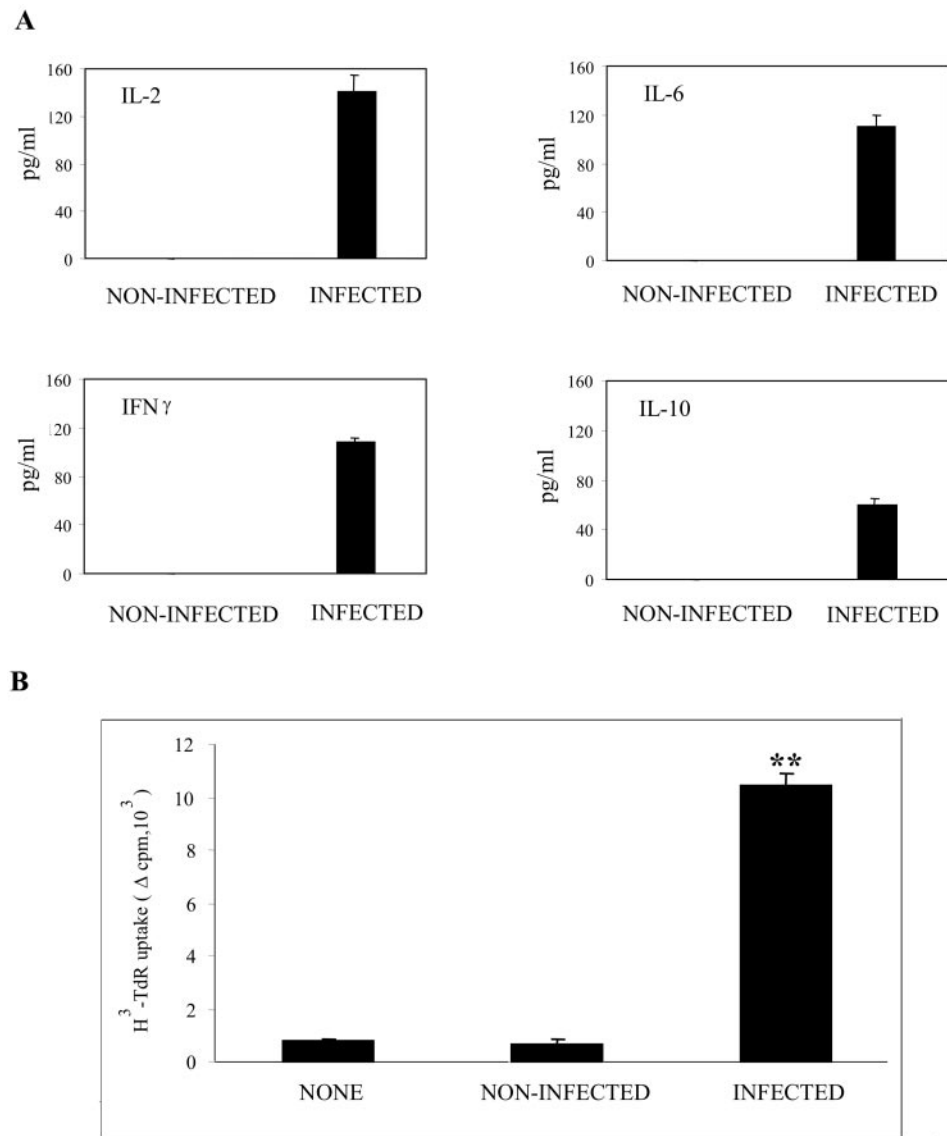 A
160
120
80
40
0
pg/ml
IL-2
NON-INFECTED INFECTED
160
120
80
40
0
pg/ml
IL-6
NON-INFECTED INFECTED
160
120
80
40
0
pg/ml
IFN γ
NON-INFECTED INFECTED
160
120
80
40
0
pg/ml
IL-10
NON-INFECTED INFECTED
B
H³-TdR uptake ( Δ cpm,10³ )
12
10
8
6
4
2
0
**
NONE NON-INFECTED INFECTED